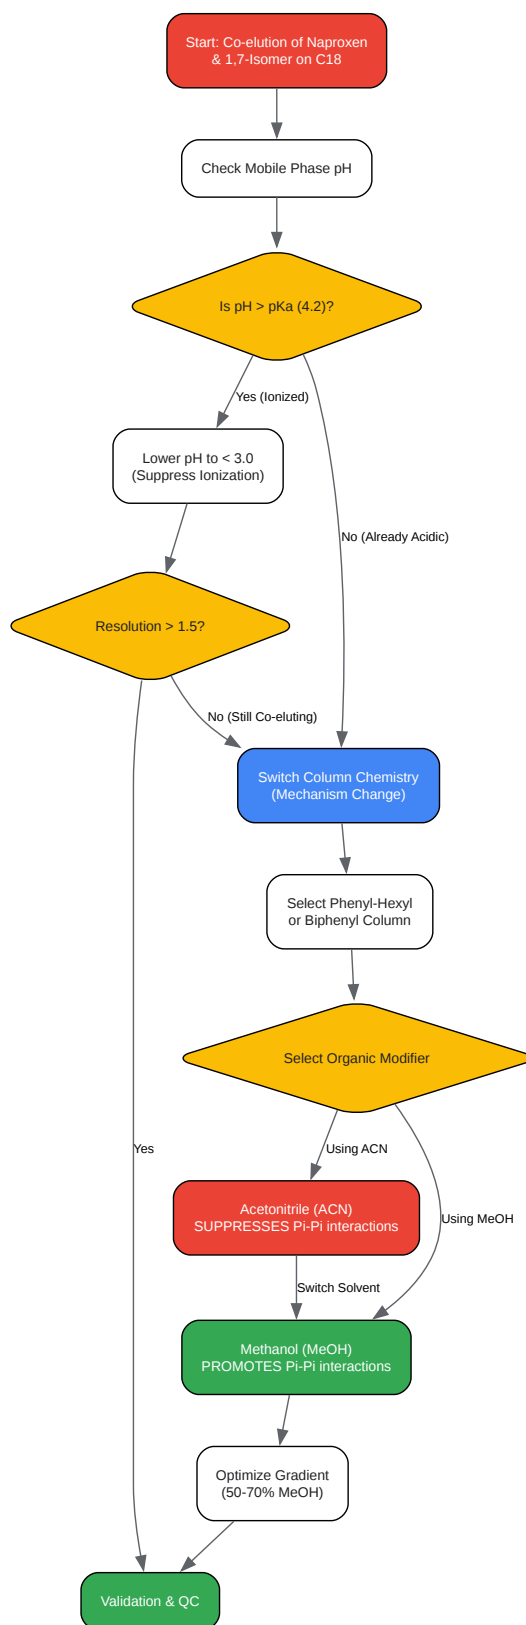 Start: Co-elution of Naproxen
& 1,7-Isomer on C18
Check Mobile Phase pH
Is pH > pKa (4.2)?
Yes (Ionized)
Lower pH to < 3.0
(Suppress Ionization)
No (Already Acidic)
Resolution > 1.5?
No (Still Co-eluting)
Switch Column Chemistry
(Mechanism Change)
Select Phenyl-Hexyl
or Biphenyl Column
Select Organic Modifier
Yes
Using ACN
Acetonitrile (ACN)
SUPPRESSES Pi-Pi interactions
Using MeOH
Switch Solvent
Methanol (MeOH)
PROMOTES Pi-Pi interactions
Optimize Gradient
(50-70% MeOH)
Validation & QC